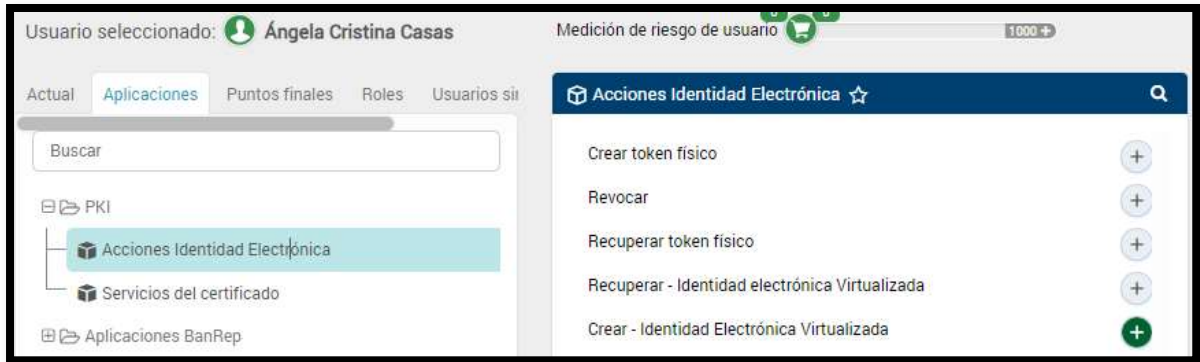 Usuario seleccionado: Ángela Cristina Casas
Medición de riesgo de usuario
1000 +
Actual Aplicaciones Puntos finales Roles Usuarios
Buscar
PKI
Acciones Identidad Electrónica
Servicios del certificado
Aplicaciones BanRep
Acciones Identidad Electrónica
Crear token físico
Revocar
Recuperar token físico
Recuperar - Identidad electrónica Virtualizada
Crear - Identidad Electrónica Virtualizada